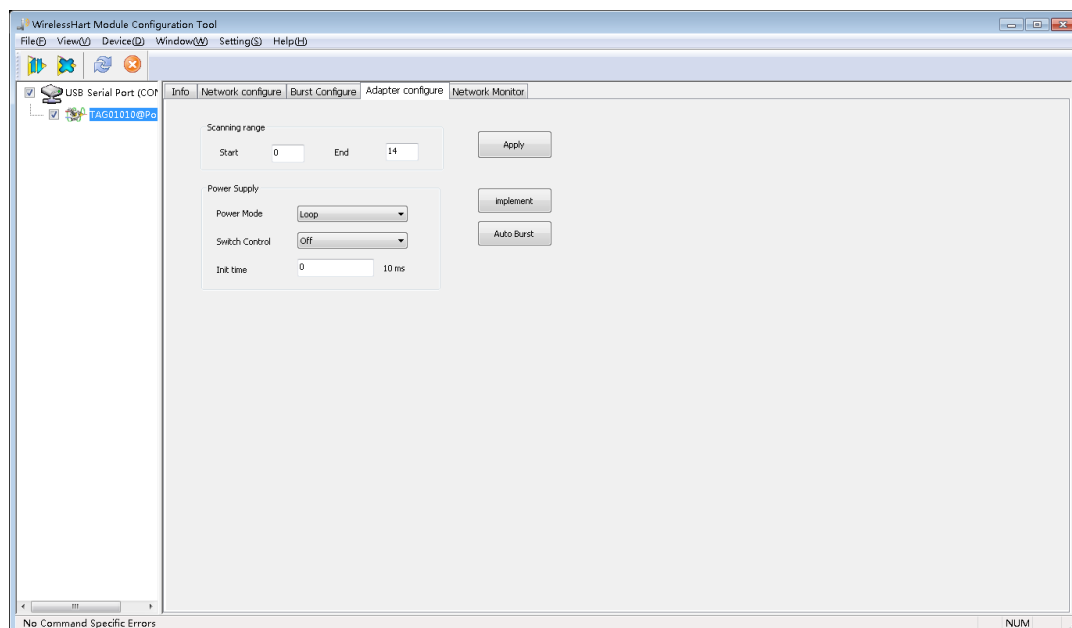 WirelessHart Module Configuration Tool
File(F) View(V) Device(D) Window(W) Setting(S) Help(H)
USB Serial Port (COM
TAG01010@Po
Info Network configure Burst Configure Adapter configure Network Monitor
Scanning range
Start 0 End 14
Apply
Power Supply
Power Mode Loop
implement
Switch Control Off
Auto Burst
Init time 0 10 ms
No Command Specific Errors NUM